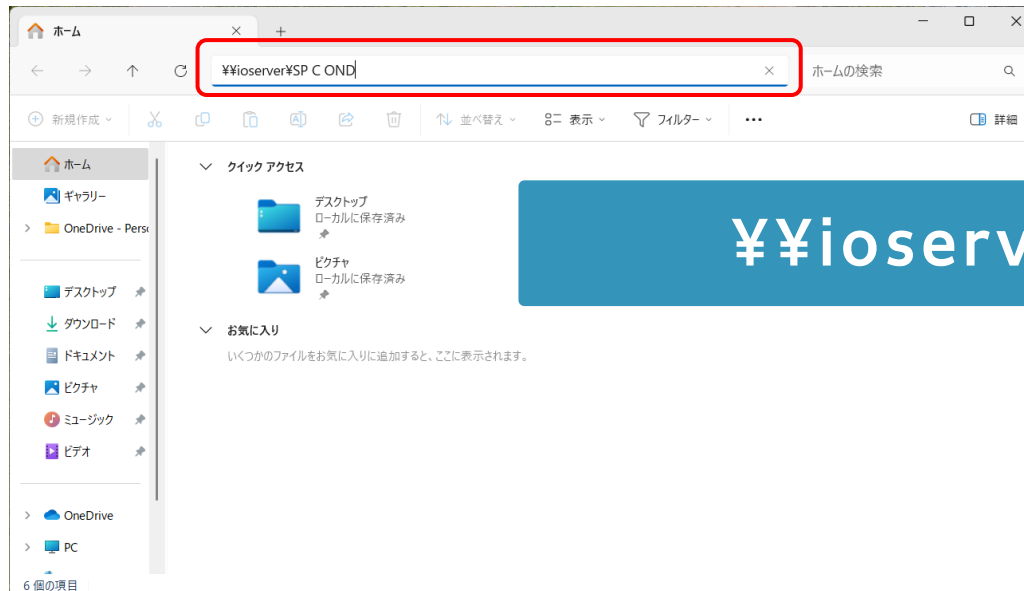 ホーム
¥¥ioserver¥SP C OND
ホームの検索
新規作成
並べ替え
表示
フィルター
詳細
ホーム
ギャラリー
OneDrive - Perso
デスクトップ
ダウンロード
ドキュメント
ピクチャ
ミュージック
ビデオ
OneDrive
PC
6 個の項目
クイック アクセス
デスクトップ
ローカルに保存済み
ピクチャ
ローカルに保存済み
お気に入り
いくつかのファイルをお気に入りに追加すると、ここに表示されます。
¥¥ioserv